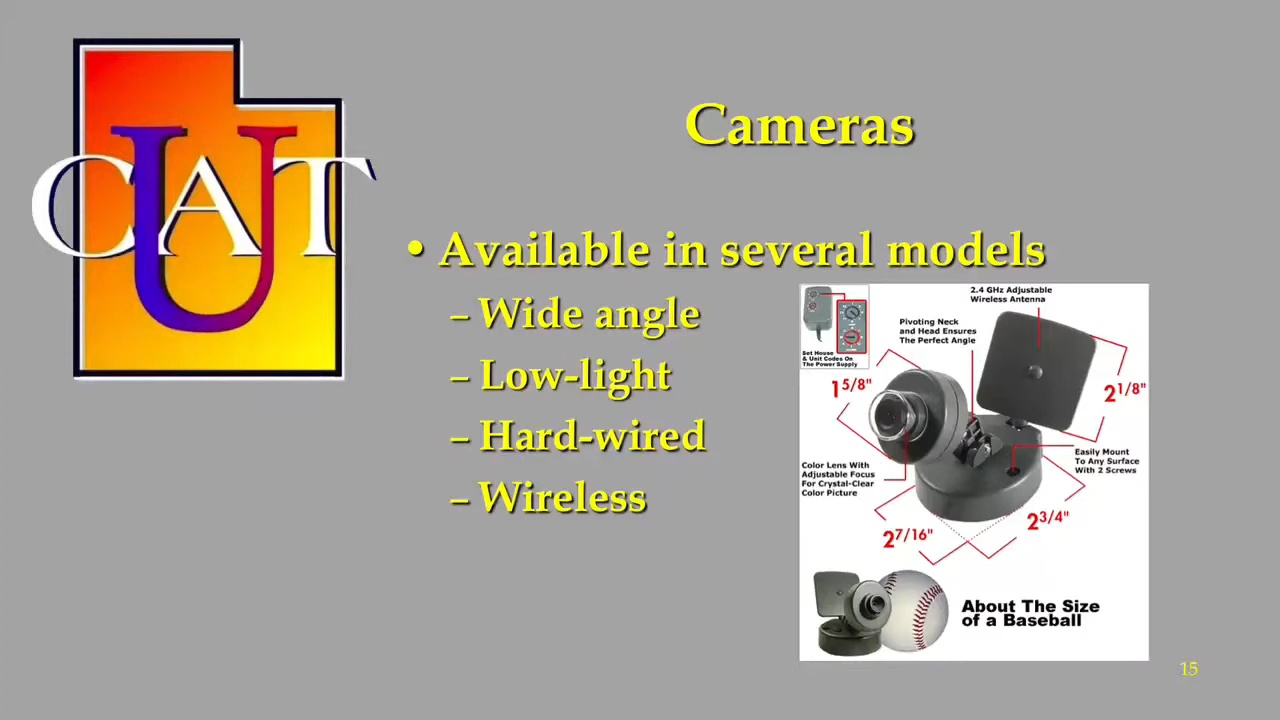 UCAT
Cameras
• Available in several models
– Wide angle
– Low-light
– Hard-wired
– Wireless
Set House
& Unit Codes On
The Power Supply
2.4 GHz Adjustable
Wireless Antenna
Pivoting Neck
and Head Ensures
The Perfect Angle
1 5/8"
2 1/8"
Color Lens With
Adjustable Focus
For Crystal-Clear
Color Picture
Easily Mount
To Any Surface
With 2 Screws
2 7/16"
2 3/4"
About The Size
of a Baseball
15